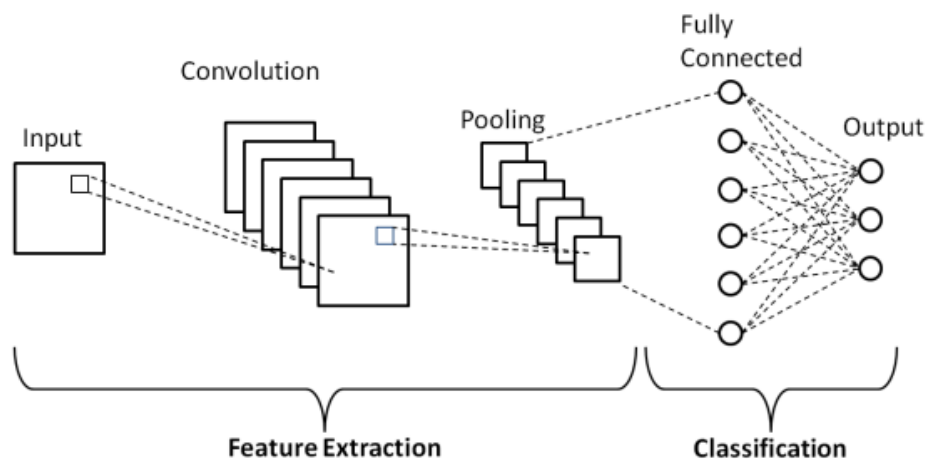 Input
Convolution
Pooling
Fully
Connected
Output
Feature Extraction
Classification